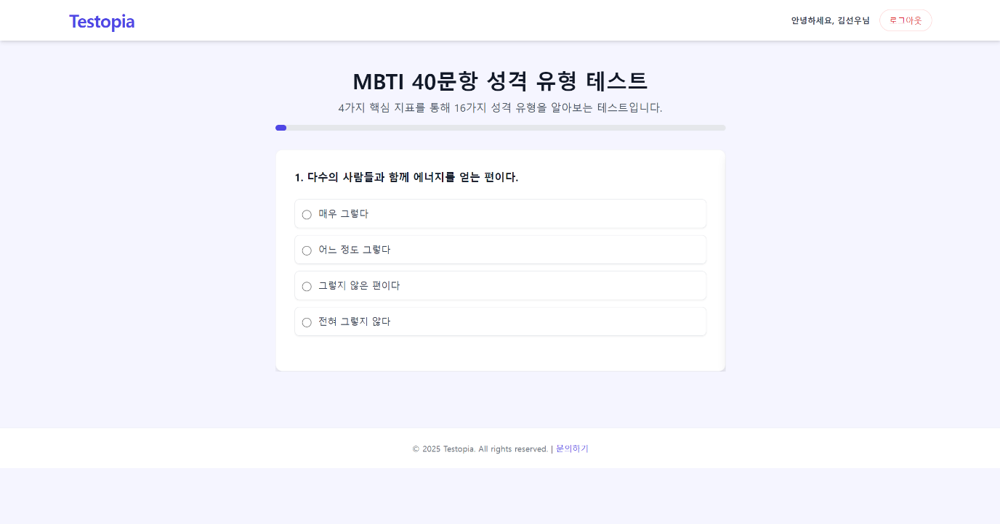 Testopia
안녕하세요, 김선우님
로그아웃
MBTI 40문항 성격 유형 테스트
4가지 핵심 지표를 통해 16가지 성격 유형을 알아보는 테스트입니다.
1. 다수의 사람들과 함께 에너지를 얻는 편이다.
매우 그렇다
어느 정도 그렇다
그렇지 않은 편이다
전혀 그렇지 않다
© 2025 Testopia. All rights reserved. | 문의하기